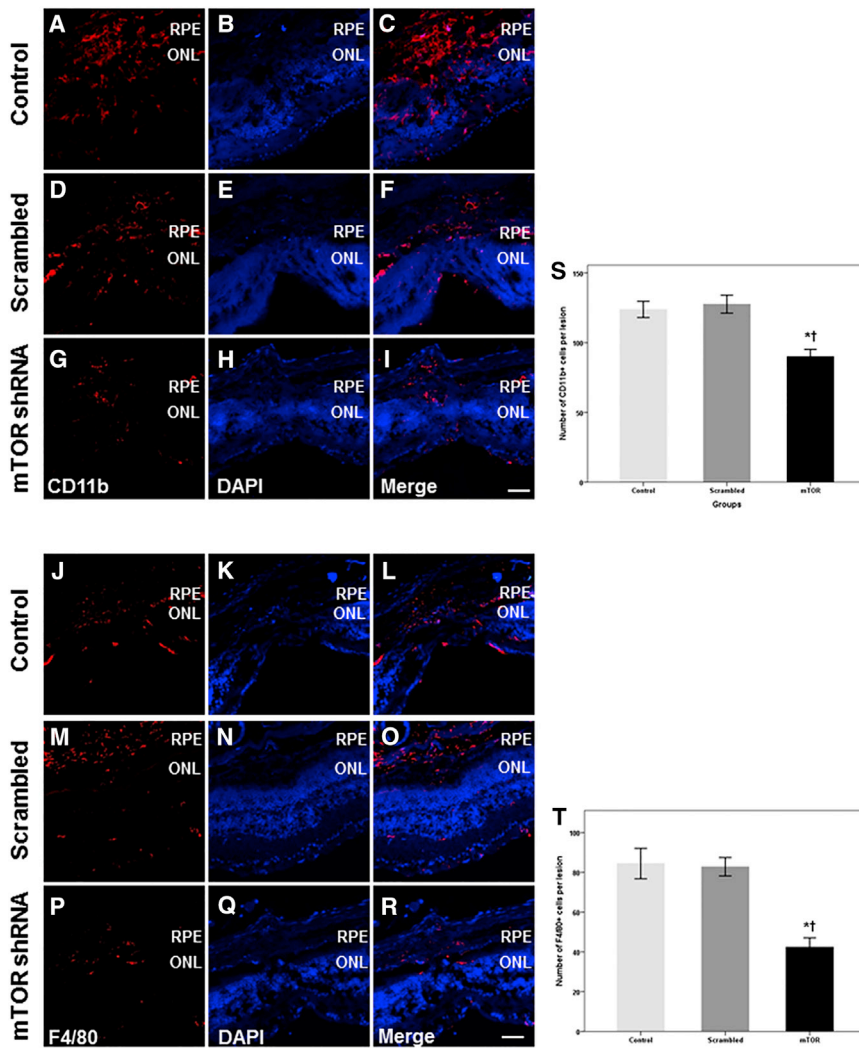 Control
A
RPE
ONL
B
RPE
ONL
C
RPE
ONL
Scrambled
D
RPE
ONL
E
RPE
ONL
F
RPE
ONL
mTOR shRNA
G
RPE
ONL
CD11b
H
RPE
ONL
DAPI
I
RPE
ONL
Merge
S
Number of CD11b+ cells per lesion
150
100
50
0
*†
Control Scrambled mTOR
Groups
Control
J
RPE
ONL
K
RPE
ONL
L
RPE
ONL
Scrambled
M
RPE
ONL
N
RPE
ONL
O
RPE
ONL
mTOR shRNA
P
RPE
ONL
F4/80
Q
RPE
ONL
DAPI
R
RPE
ONL
Merge
T
Number of F4/80+ cells per lesion
100
80
60
40
20
0
*†
Control Scrambled mTOR